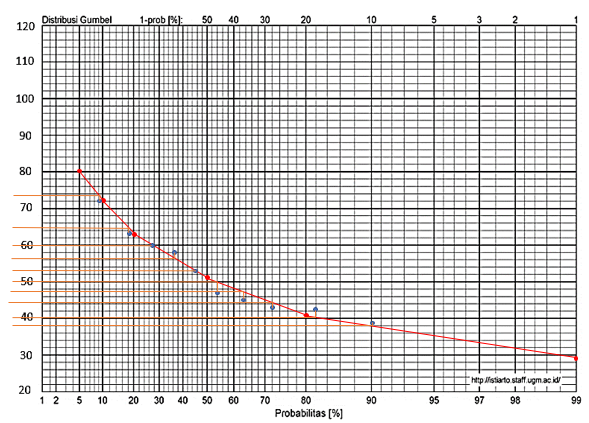 Distribusi Gumbel 1-prob [%]: 50 40 30 20 10 5 3 2 1
120
110
100
90
80
70
60
50
40
30
20
http://istiarto.staff.ugm.ac.id/
1 2 5 10 20 30 40 50 60 70 80 90 95 97 98 99
Probabilitas [%]